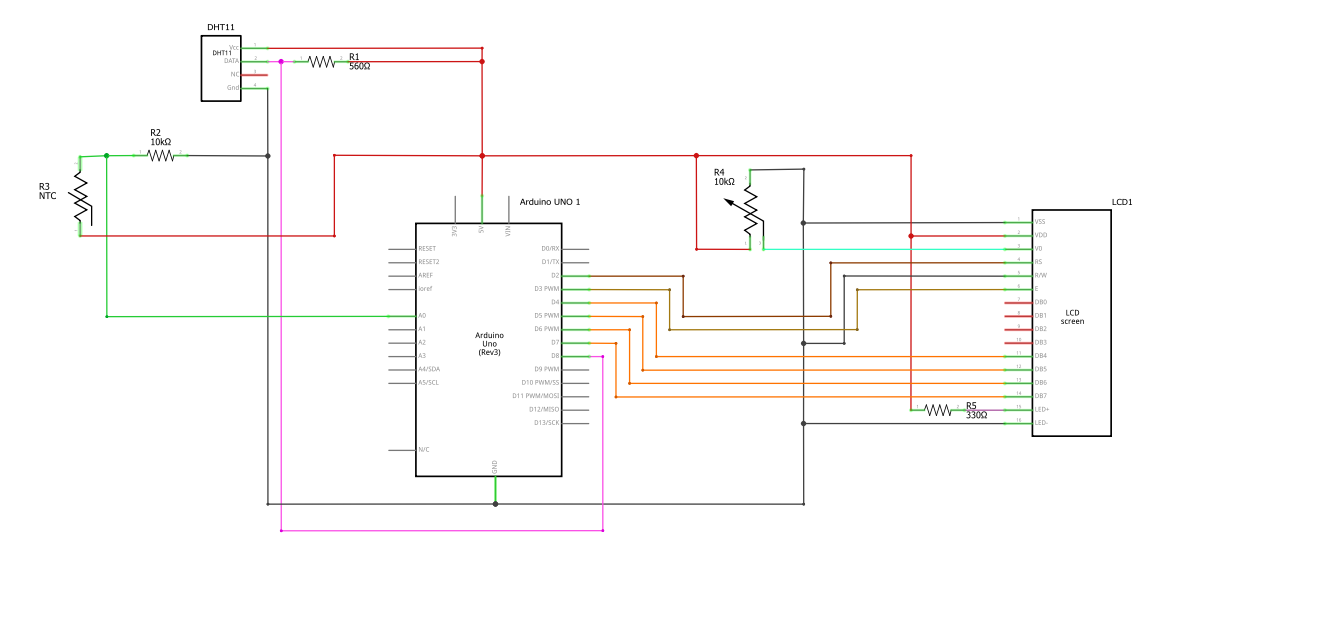 DHT11
Vcc 1
DHT11
DATA 2
NC 3
Gnd 4
R1
560Ω
R2
10kΩ
R3
NTC
R4
10kΩ
Arduino UNO 1
3V3
5V
VIN
RESET
RESET2
AREF
ioref
A0
A1
A2
A3
A4/SDA
A5/SCL
N/C
D0/RX
D1/TX
D2
D3 PWM
D4
D5 PWM
D6 PWM
D7
D8
D9 PWM
D10 PWM/SS
D11 PWM/MOSI
D12/MISO
D13/SCK
Arduino
Uno
(Rev3)
GND
LCD1
1 VSS
2 VDD
3 V0
4 RS
5 R/W
6 E
7 DB0
8 DB1
9 DB2
10 DB3
11 DB4
12 DB5
13 DB6
14 DB7
15 LED+
16 LED-
LCD
screen
R5
330Ω